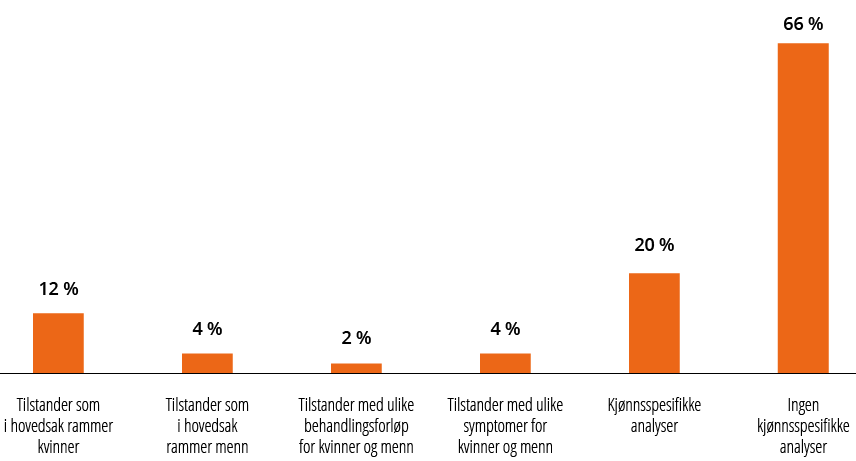 66 %
20 %
12 %
4 %
2 %
4 %
Tilstander som
i hovedsak rammer
kvinner
Tilstander som
i hovedsak
rammer menn
Tilstander med ulike
behandlingsforløp
for kvinner og menn
Tilstander med ulike
symptomer for
kvinner og menn
Kjønnsspesifikke
analyser
Ingen
kjønnsspesifikke
analyser